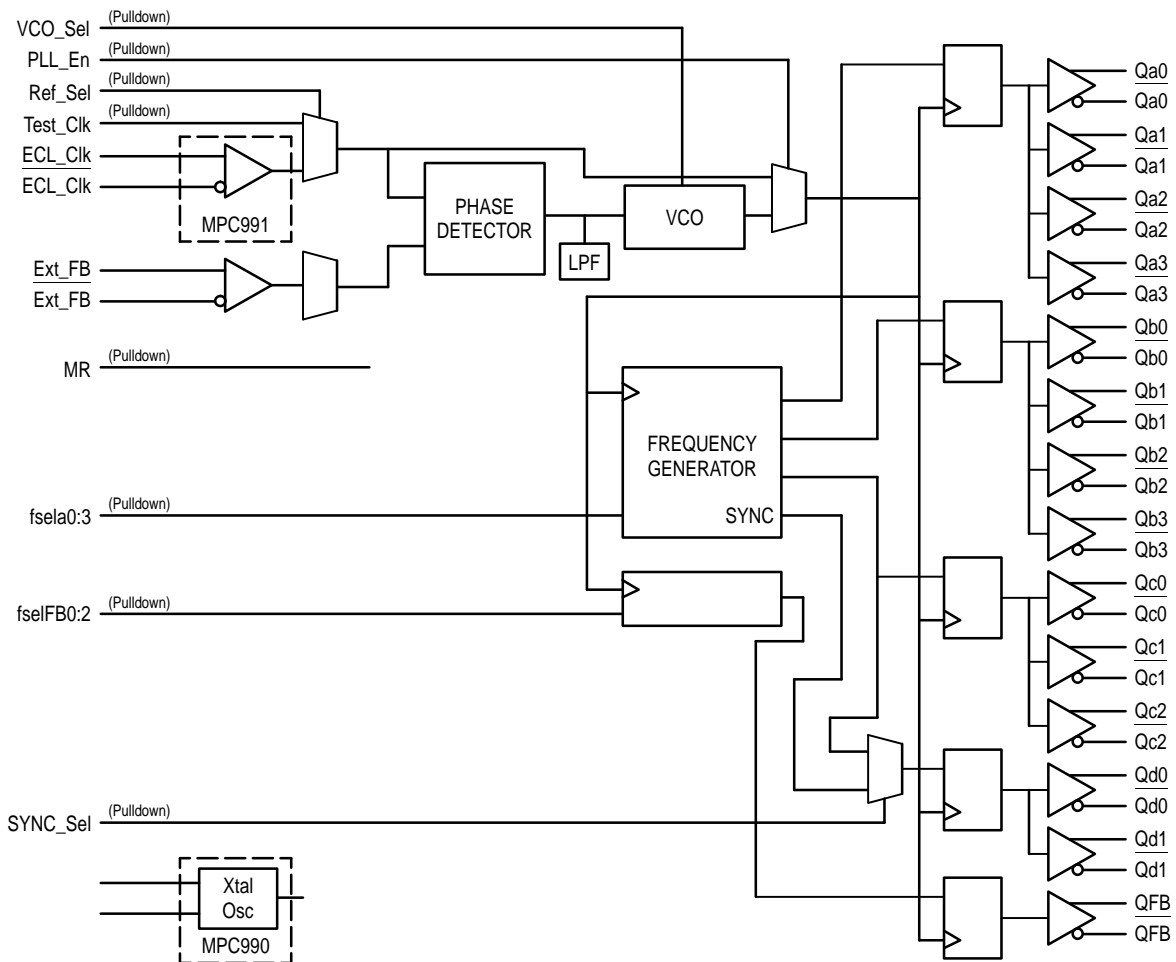 VCO_Sel (Pulldown)
PLL_En (Pulldown)
Ref_Sel (Pulldown)
Test_Clk (Pulldown)
ECL_Clk
ECL_Clk
MPC991
Ext_FB
Ext_FB
MR (Pulldown)
fsela0:3 (Pulldown)
fselFB0:2 (Pulldown)
SYNC_Sel (Pulldown)
Xtal
Osc
MPC990
PHASE
DETECTOR
LPF
VCO
FREQUENCY
GENERATOR
SYNC
Qa0
Qa0
Qa1
Qa1
Qa2
Qa2
Qa3
Qa3
Qb0
Qb0
Qb1
Qb1
Qb2
Qb2
Qb3
Qb3
Qc0
Qc0
Qc1
Qc1
Qc2
Qc2
Qd0
Qd0
Qd1
Qd1
QFB
QFB